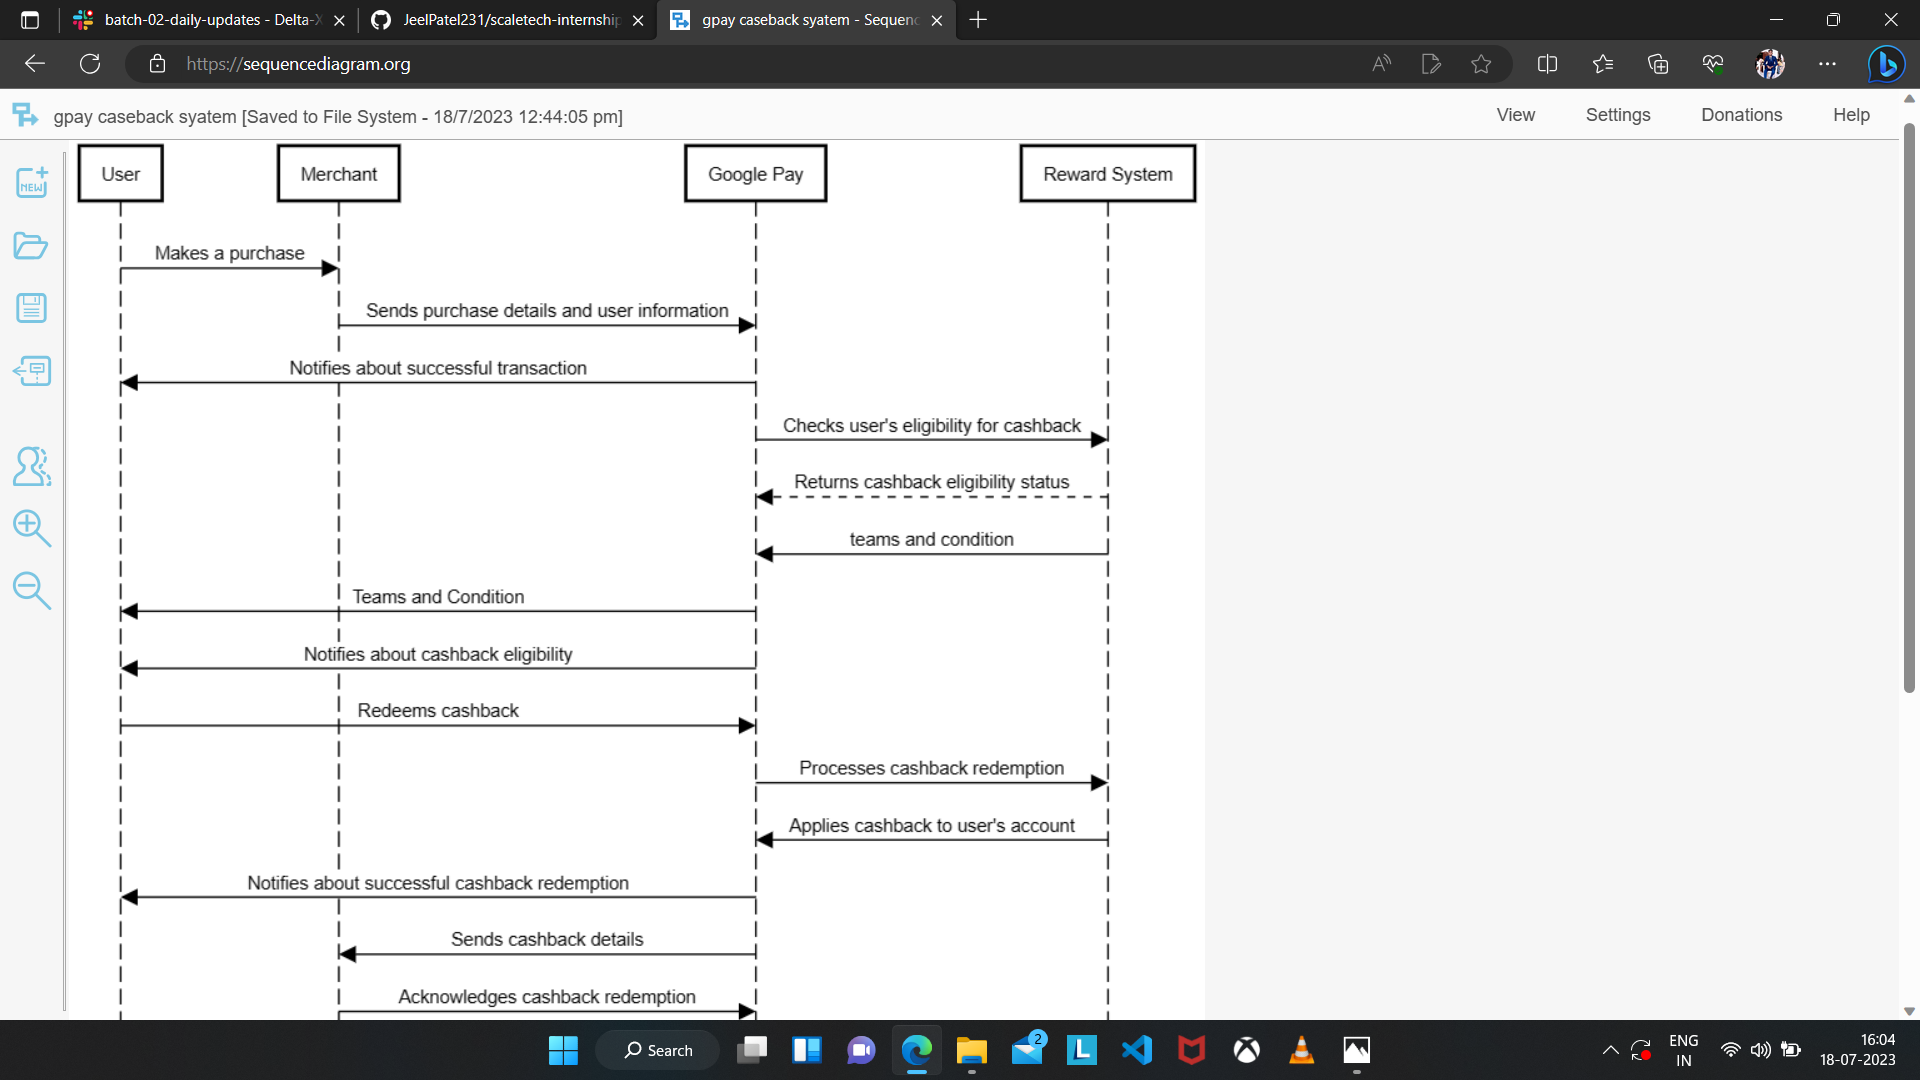 batch-02-daily-updates - Delta-X
JeelPatel231/scaletech-internship
gpay caseback syatem - Sequenc
https://sequencediagram.org
gpay caseback syatem [Saved to File System - 18/7/2023 12:44:05 pm]
View
Settings
Donations
Help
NEW
User
Merchant
Google Pay
Reward System
Makes a purchase
Sends purchase details and user information
Notifies about successful transaction
Checks user's eligibility for cashback
Returns cashback eligibility status
teams and condition
Teams and Condition
Notifies about cashback eligibility
Redeems cashback
Processes cashback redemption
Applies cashback to user's account
Notifies about successful cashback redemption
Sends cashback details
Acknowledges cashback redemption
Search
2
L
ENG
IN
16:04
18-07-2023